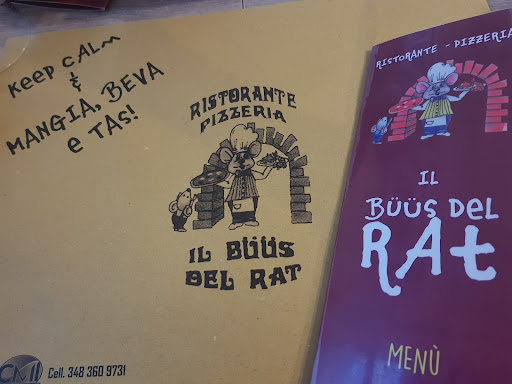 KEEP CALM
&
MANGIA, BEVA
E TAS!
RISTORANTE
PIZZERIA
IL BÜÜS
DEL RAT
CMI Cell. 348 360 9731
RISTORANTE - PIZZERIA
IL
BÜÜS DEL
RAt
MENÙ